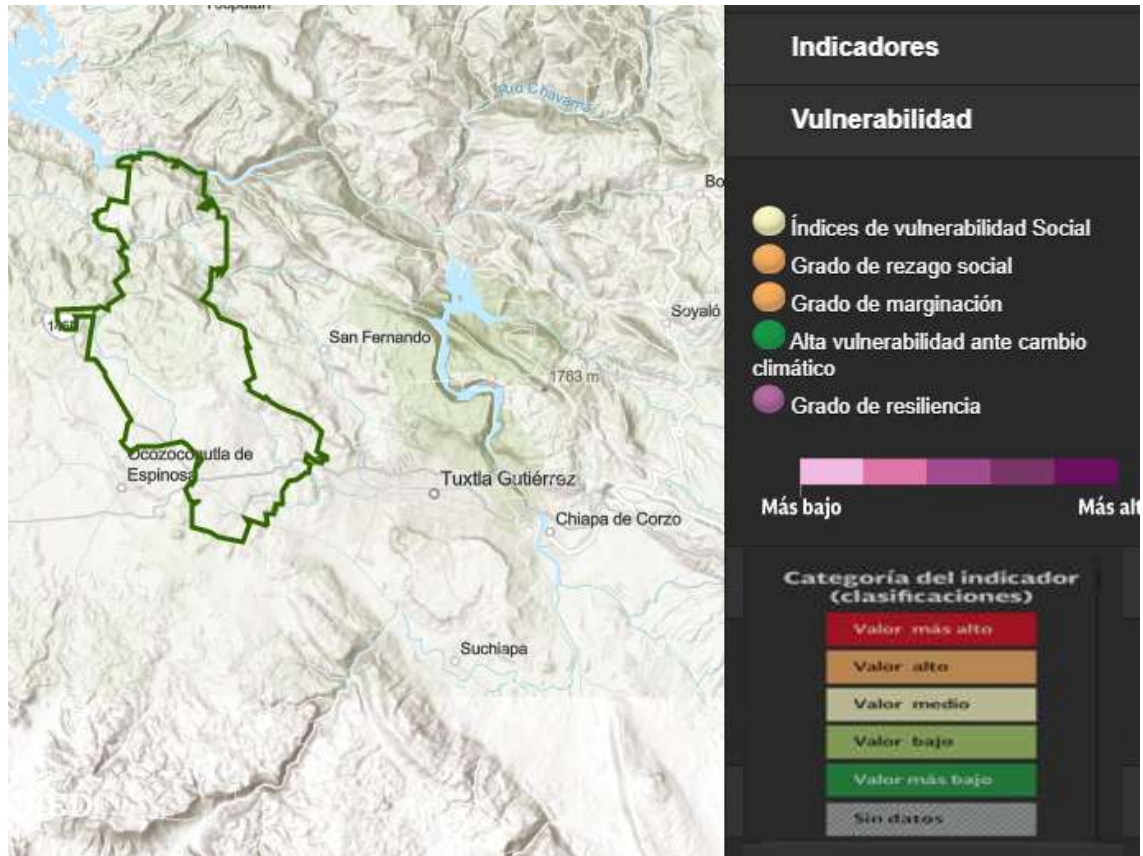 Río Chavama
Bo
Soyaló
San Fernando
1763 m
Ocozocoautla de
Espinosa
Tuxtla Gutiérrez
Chiapa de Corzo
Suchiapa
Indicadores
Vulnerabilidad
Índices de vulnerabilidad Social
Grado de rezago social
Grado de marginación
Alta vulnerabilidad ante cambio
climático
Grado de resiliencia
Más bajo
Más alt
Categoría del indicador
(clasificaciones)
Valor más alto
Valor alto
Valor medio
Valor bajo
Valor más bajo
Sin datos